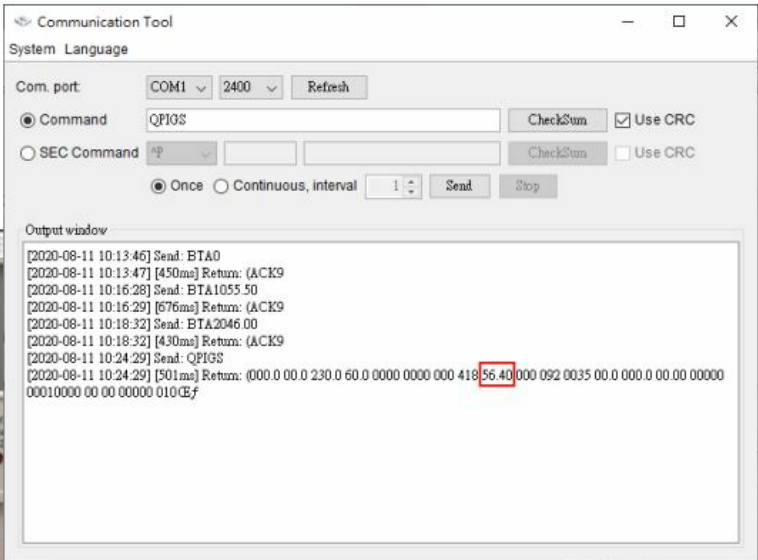 Communication Tool
System Language
Com. port: COM1 2400 Refresh
Command QPIGS CheckSum Use CRC
SEC Command ^P CheckSum Use CRC
Once Continuous, interval 1 Send Stop
Output window
[2020-08-11 10:13:46] Send: BTA0
[2020-08-11 10:13:47] [450ms] Return: (ACK9
[2020-08-11 10:16:28] Send: BTA1055.50
[2020-08-11 10:16:29] [676ms] Return: (ACK9
[2020-08-11 10:18:32] Send: BTA2046.00
[2020-08-11 10:18:32] [430ms] Return: (ACK9
[2020-08-11 10:24:29] Send: QPIGS
[2020-08-11 10:24:29] [501ms] Return: (000.0 00.0 230.0 60.0 0000 0000 000 418 56.40 000 092 0035 00.0 000.0 00.00 00000
00010000 00 00 00000 010Œƒ